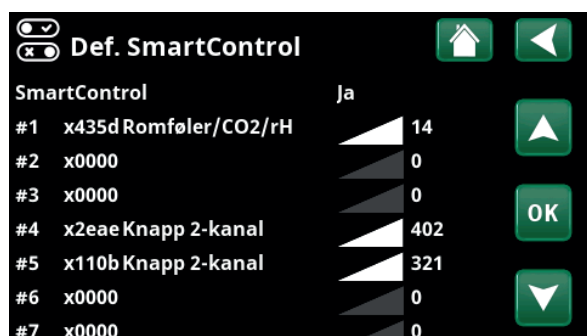 Def. SmartControl
SmartControl Ja
#1 x435d Romføler/CO2/rH 14
#2 x0000 0
#3 x0000 0
#4 x2eae Knapp 2-kanal 402
#5 x110b Knapp 2-kanal 321
#6 x0000 0
#7 x0000 0
OK